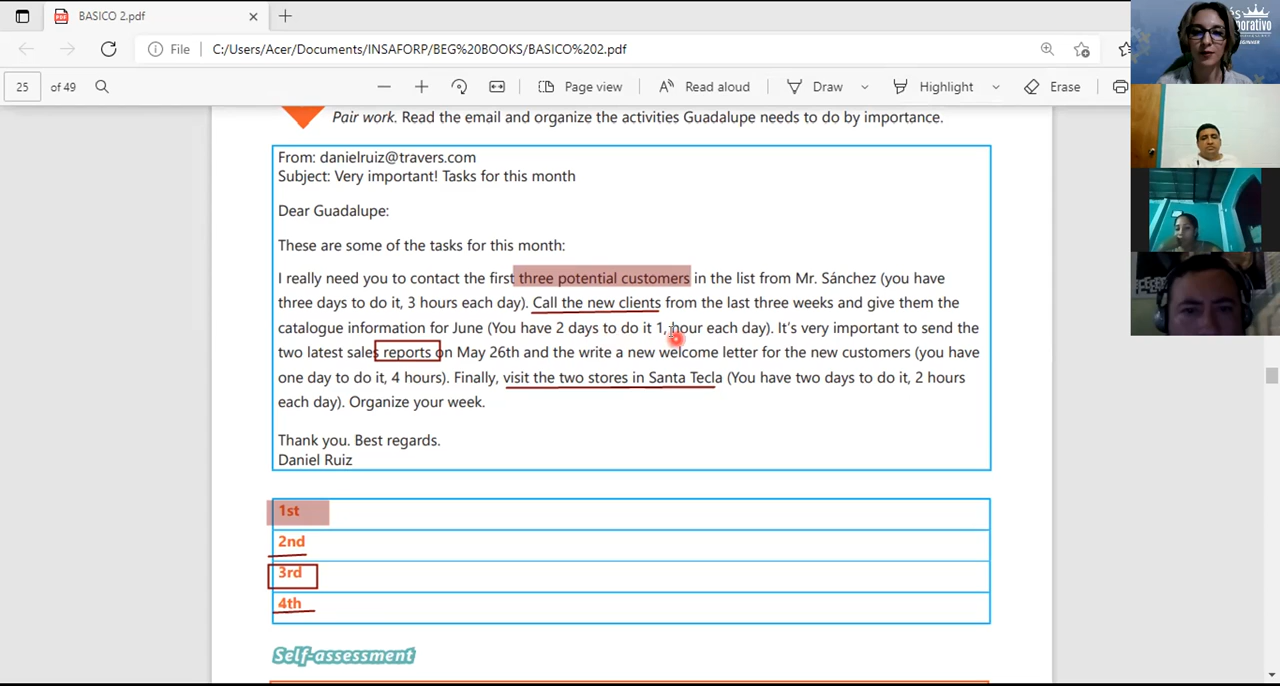 BASICO 2.pdf
File
C:/Users/Acer/Documents/INSAFORP/BEG%20BOOKS/BASICO%202.pdf
25 of 49
Page view
Read aloud
Draw
Highlight
Erase
Pair work. Read the email and organize the activities Guadalupe needs to do by importance.
From: danielruiz@travers.com
Subject: Very important! Tasks for this month
Dear Guadalupe:
These are some of the tasks for this month:
I really need you to contact the first three potential customers in the list from Mr. Sánchez (you have
three days to do it, 3 hours each day). Call the new clients from the last three weeks and give them the
catalogue information for June (You have 2 days to do it 1, hour each day). It's very important to send the
two latest sales reports on May 26th and the write a new welcome letter for the new customers (you have
one day to do it, 4 hours). Finally, visit the two stores in Santa Tecla (You have two days to do it, 2 hours
each day). Organize your week.
Thank you. Best regards.
Daniel Ruiz
1st
2nd
3rd
4th
Self-assessment